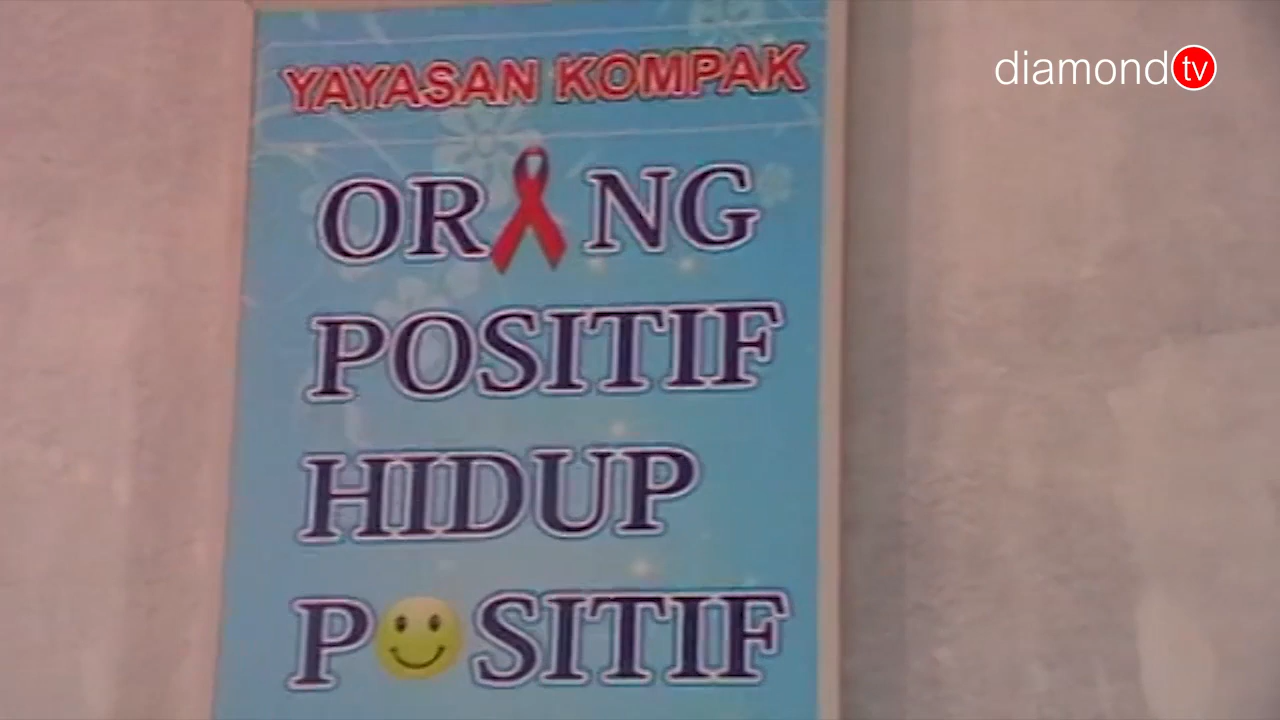 diamond tv
YAYASAN KOMPAK
ORANG
POSITIF
HIDUP
POSITIF